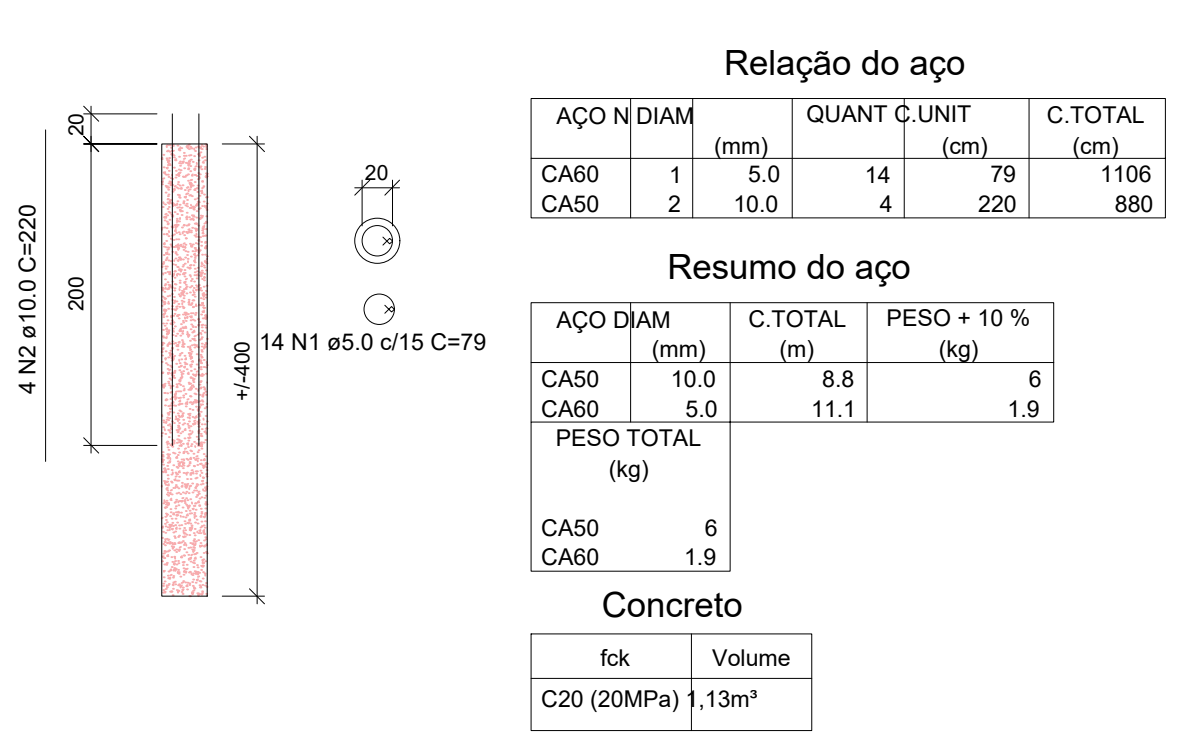 Relação do aço
AÇO N DIAM QUANT C.UNIT C.TOTAL
(mm) (cm) (cm)
CA60 1 5.0 14 79 1106
CA50 2 10.0 4 220 880
Resumo do aço
AÇO DIAM C.TOTAL PESO + 10 %
(mm) (m) (kg)
CA50 10.0 8.8 6
CA60 5.0 11.1 1.9
PESO TOTAL
(kg)
CA50 6
CA60 1.9
Concreto
fck Volume
C20 (20MPa) 1,13m³
20
200
4 N2 ø10.0 C=220
+/-400
20
14 N1 ø5.0 c/15 C=79